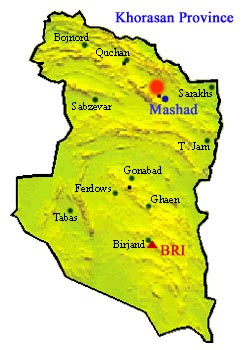 Khorasan Province
Bojnord
Quchan
Sarakhs
Sabzevar
Mashad
T. Jam
Gonabad
Ferdows
Ghaen
Tabas
Birjand
BRI